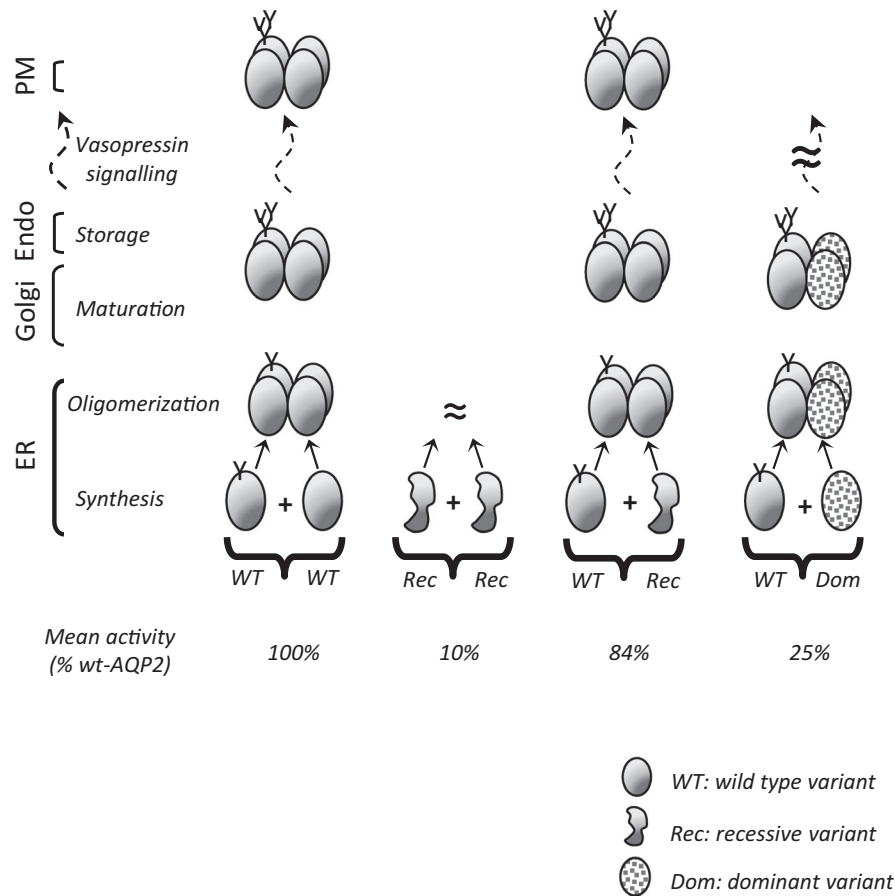 PM
Vasopressin
signalling
Endo
Storage
Golgi
Maturation
ER
Oligomerization
Synthesis
+ + + +
WT WT Rec Rec WT Rec WT Dom
Mean activity
(% wt-AQP2) 100% 10% 84% 25%
WT: wild type variant
Rec: recessive variant
Dom: dominant variant